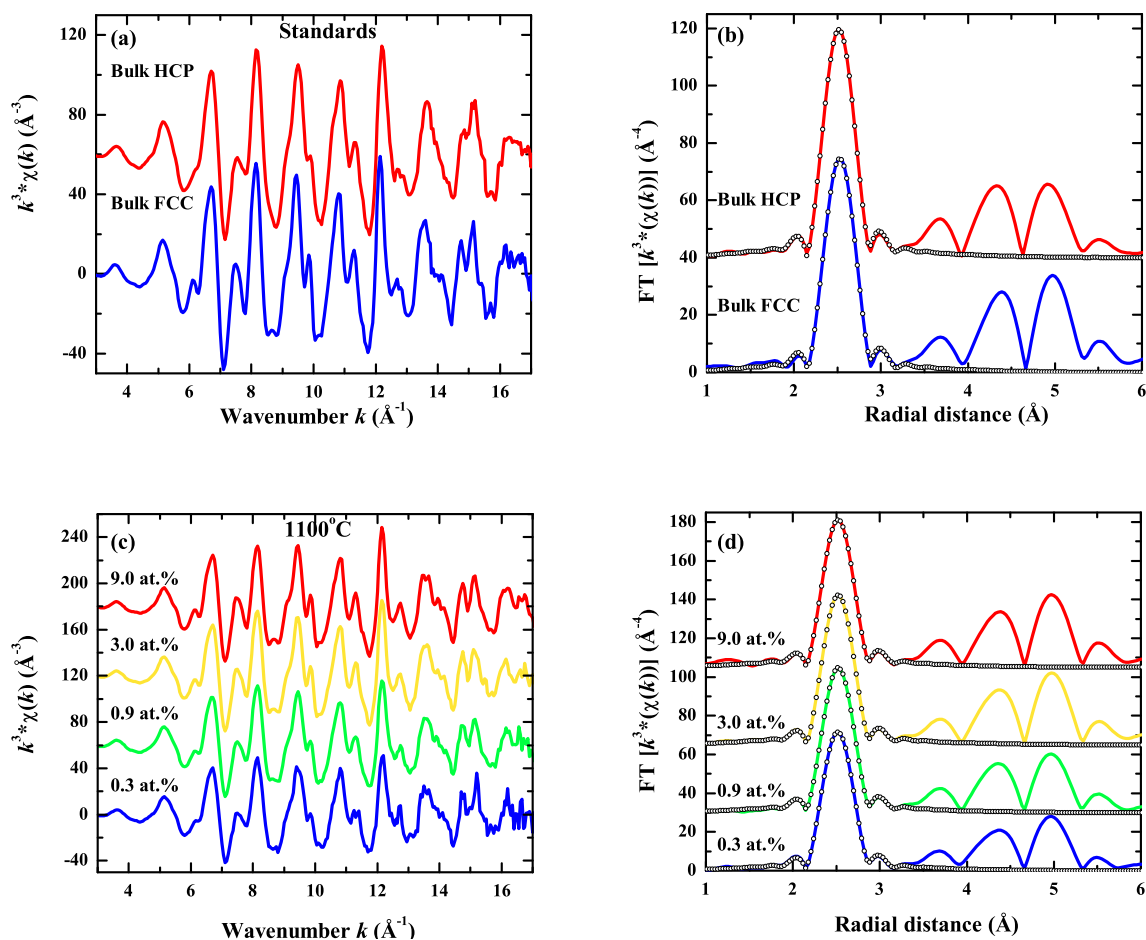 (a)
Standards
Bulk HCP
Bulk FCC
k³*χ(k) (Å⁻³)
120
80
40
0
-40
4 6 8 10 12 14 16
Wavenumber k (Å⁻¹)
(b)
Bulk HCP
Bulk FCC
FT [k³*(χ(k))] (Å⁻⁴)
120
100
80
60
40
20
0
1 2 3 4 5 6
Radial distance (Å)
(c)
1100°C
9.0 at.%
3.0 at.%
0.9 at.%
0.3 at.%
k³*χ(k) (Å⁻³)
240
200
160
120
80
40
0
-40
4 6 8 10 12 14 16
Wavenumber k (Å⁻¹)
(d)
9.0 at.%
3.0 at.%
0.9 at.%
0.3 at.%
FT [k³*(χ(k))] (Å⁻⁴)
180
160
140
120
100
80
60
40
20
0
1 2 3 4 5 6
Radial distance (Å)